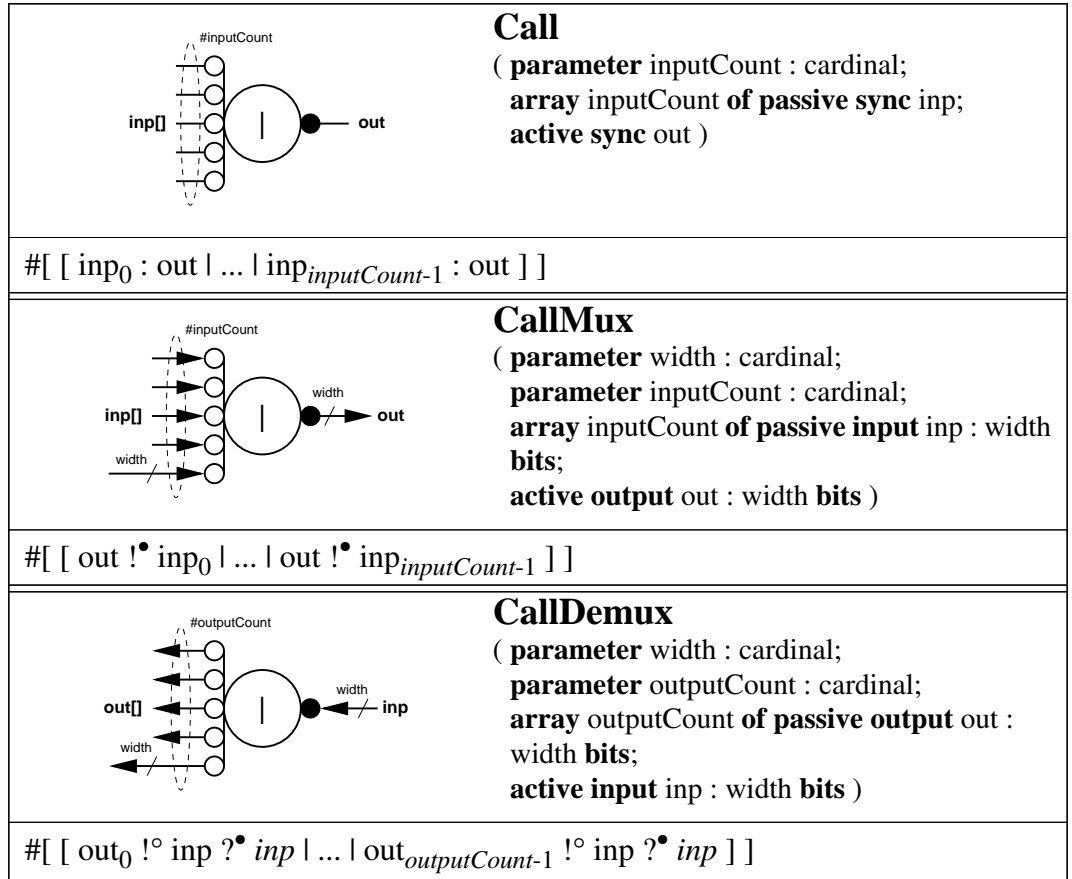 #inputCount
inp[]
|
out
Call
( parameter inputCount : cardinal;
array inputCount of passive sync inp;
active sync out )
#[ [ inp0 : out | ... | inpinputCount-1 : out ] ]
#inputCount
inp[]
width
|
width
out
CallMux
( parameter width : cardinal;
parameter inputCount : cardinal;
array inputCount of passive input inp : width
bits;
active output out : width bits )
#[ [ out !• inp0 | ... | out !• inpinputCount-1 ] ]
#outputCount
out[]
width
|
width
inp
CallDemux
( parameter width : cardinal;
parameter outputCount : cardinal;
array outputCount of passive output out :
width bits;
active input inp : width bits )
#[ [ out0 !° inp ?• inp | ... | outoutputCount-1 !° inp ?• inp ] ]